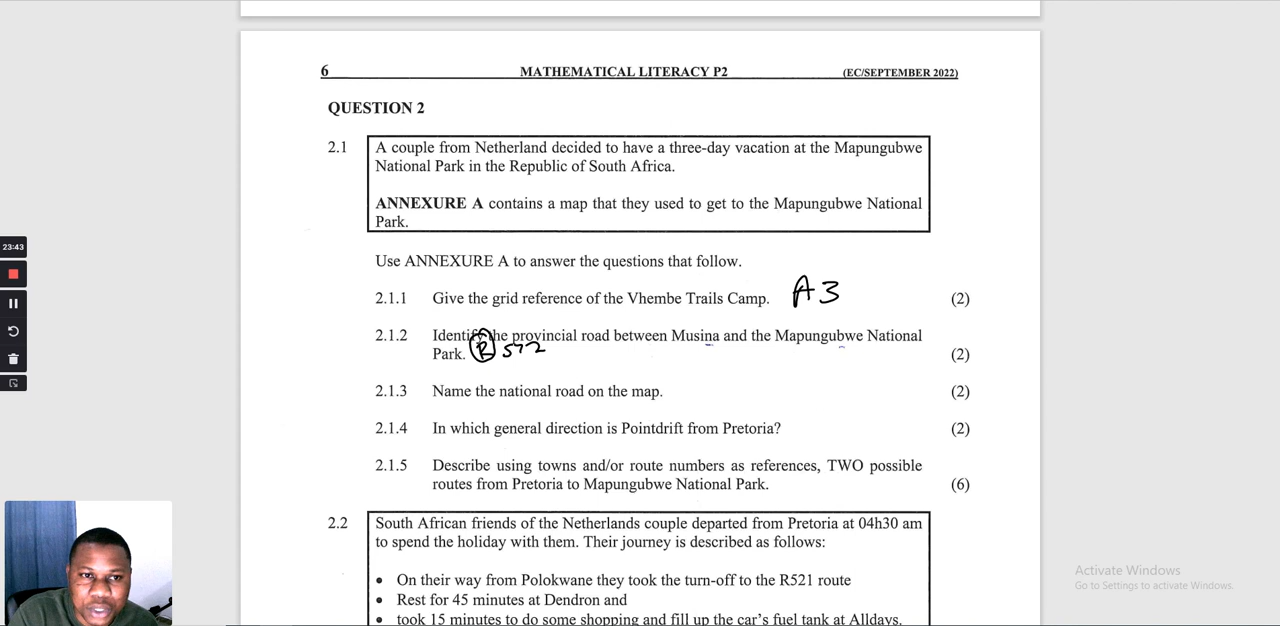 6 MATHEMATICAL LITERACY P2 (EC/SEPTEMBER 2022)
QUESTION 2
2.1 A couple from Netherland decided to have a three-day vacation at the Mapungubwe
National Park in the Republic of South Africa.
ANNEXURE A contains a map that they used to get to the Mapungubwe National
Park.
Use ANNEXURE A to answer the questions that follow.
2.1.1 Give the grid reference of the Vhembe Trails Camp. A3 (2)
2.1.2 Identify the provincial road between Musina and the Mapungubwe National
Park. R 572 (2)
2.1.3 Name the national road on the map. (2)
2.1.4 In which general direction is Pointdrift from Pretoria? (2)
2.1.5 Describe using towns and/or route numbers as references, TWO possible
routes from Pretoria to Mapungubwe National Park. (6)
2.2 South African friends of the Netherlands couple departed from Pretoria at 04h30 am
to spend the holiday with them. Their journey is described as follows:
• On their way from Polokwane they took the turn-off to the R521 route
• Rest for 45 minutes at Dendron and
• took 15 minutes to do some shopping and fill up the car's fuel tank at Alldays.
23:43
Activate Windows
Go to Settings to activate Windows.